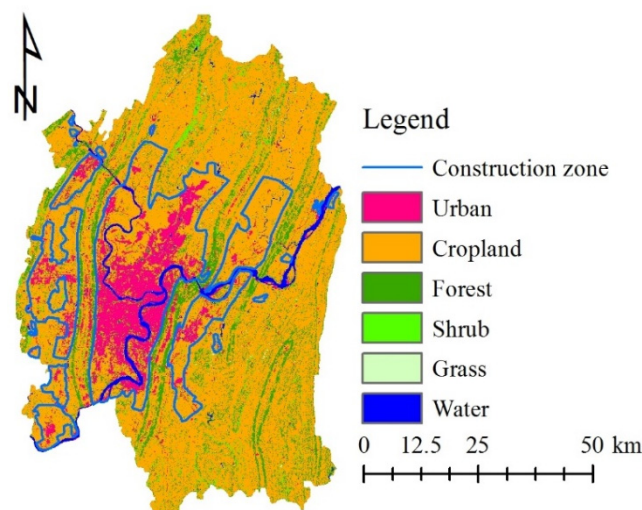 N
Legend
Construction zone
Urban
Cropland
Forest
Shrub
Grass
Water
0 12.5 25 50 km